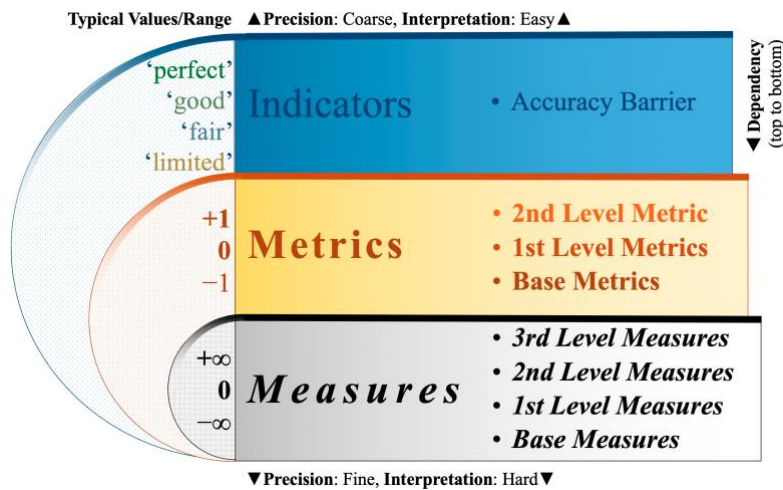 Typical Values/Range ▲Precision: Coarse, Interpretation: Easy▲
‘perfect’
‘good’
‘fair’
‘limited’
Indicators
• Accuracy Barrier
◀ Dependency
(top to bottom)
+1
0
−1
Metrics
• 2nd Level Metric
• 1st Level Metrics
• Base Metrics
+∞
0
−∞
Measures
• 3rd Level Measures
• 2nd Level Measures
• 1st Level Measures
• Base Measures
▼Precision: Fine, Interpretation: Hard▼